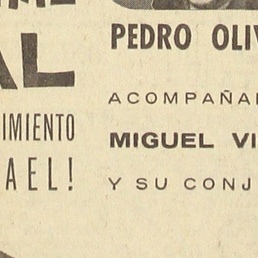 AL
IMIENTO
AEL!
PEDRO OLIV
ACOMPAÑA
MIGUEL VI
Y SU CONJ